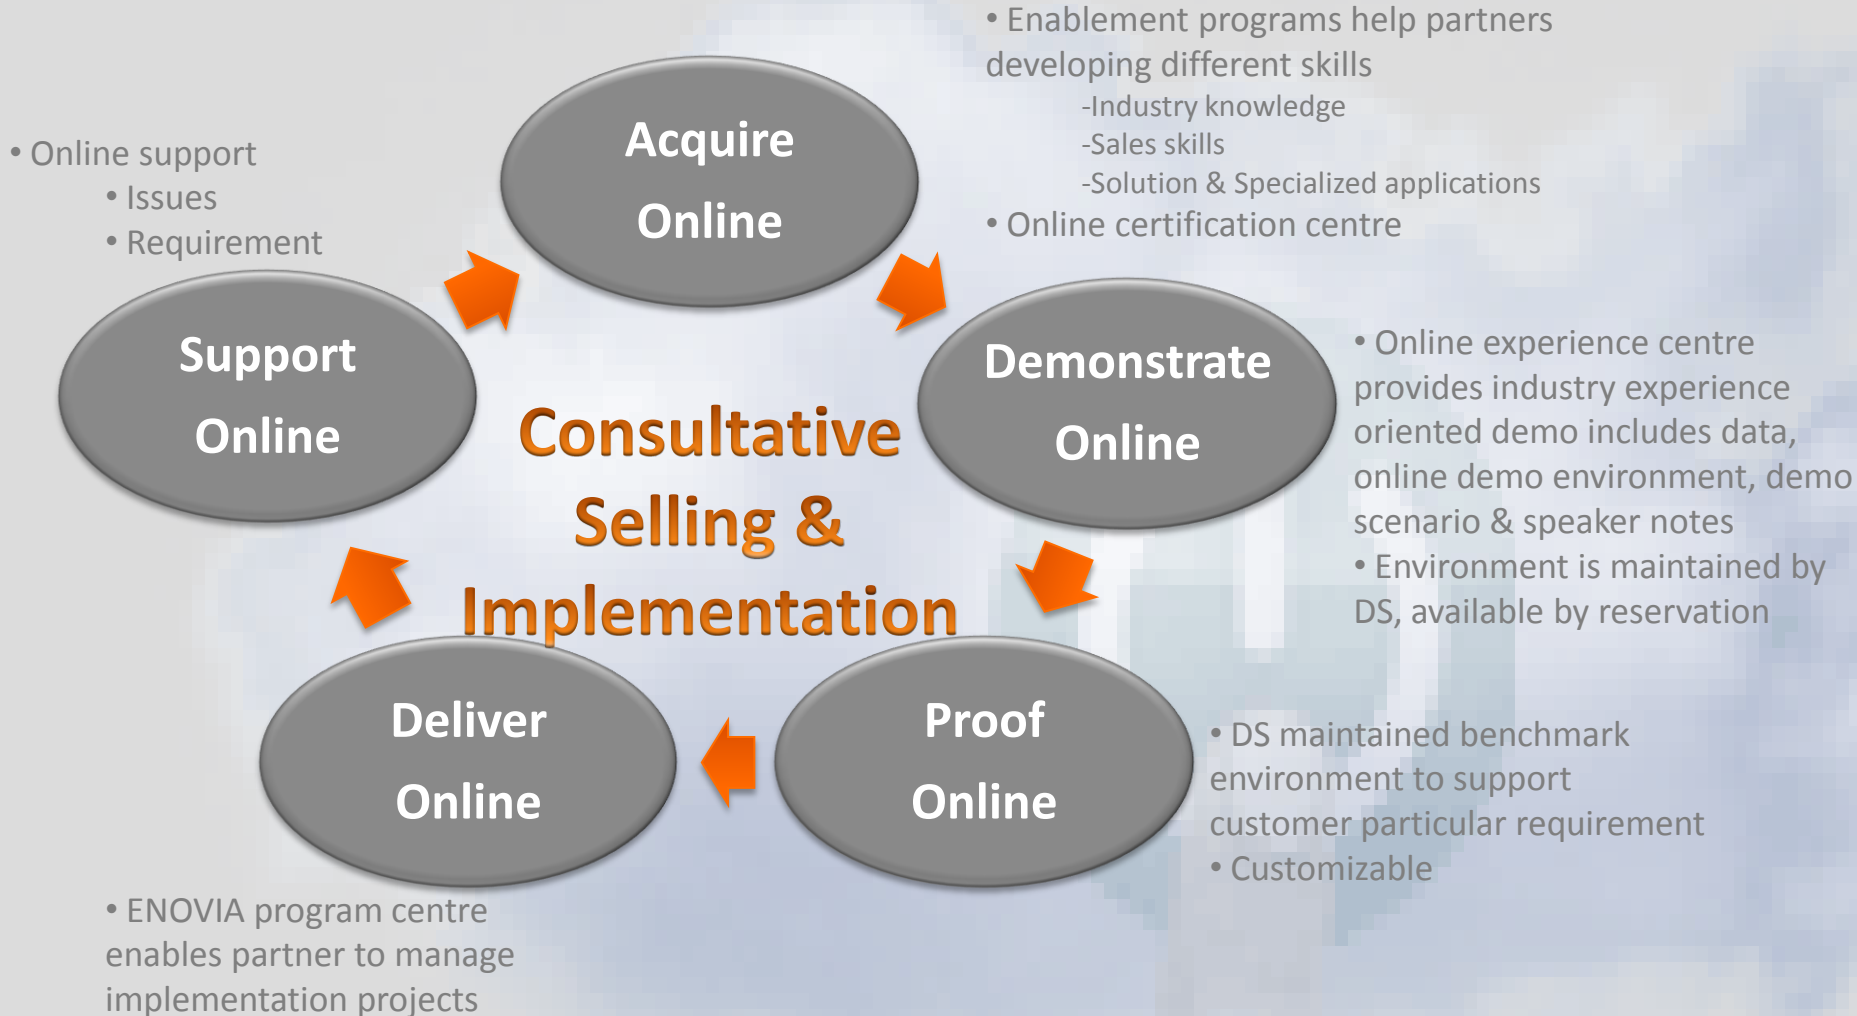 • Enablement programs help partners
developing different skills
-Industry knowledge
-Sales skills
-Solution & Specialized applications
• Online certification centre
Acquire
Online
• Online support
• Issues
• Requirement
Support
Online
Demonstrate
Online
• Online experience centre
provides industry experience
oriented demo includes data,
online demo environment, demo
scenario & speaker notes
• Environment is maintained by
DS, available by reservation
Consultative
Selling &
Implementation
Deliver
Online
Proof
Online
• DS maintained benchmark
environment to support
customer particular requirement
• Customizable
• ENOVIA program centre
enables partner to manage
implementation projects